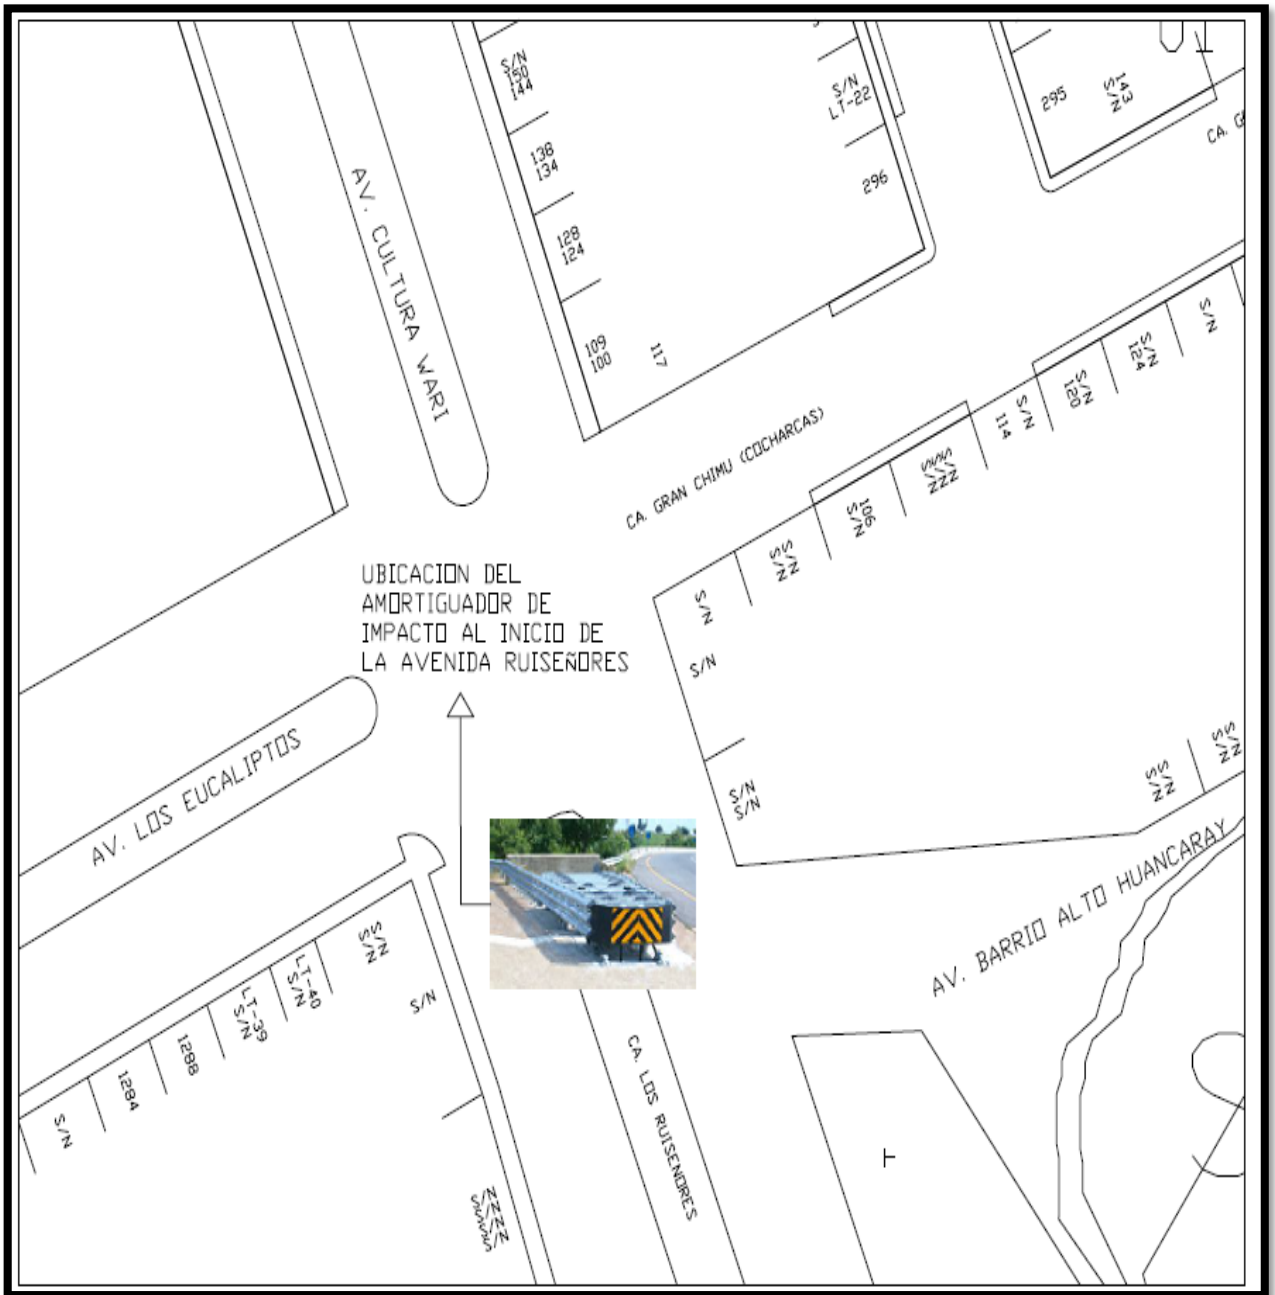 S/N
150
144
S/N
LT-22
295
143
S/N
CA. G
138
134
296
AV. CULTURA WARI
128
124
109
100
117
S/N
S/N
124
S/N
120
S/N
114
CA. GRAN CHIMU (COCHARCAS)
S/N
S/N
S/N
106
S/N
S/N
S/N
UBICACION DEL
AMORTIGUADOR DE
IMPACTO AL INICIO DE
LA AVENIDA RUISEÑORES
S/N
S/N
S/N
S/N
S/N
S/N
S/N
S/N
AV. LOS EUCALIPTOS
AV. BARRIO ALTO HUANCARAY
S/N
S/N
LT-40
S/N
LT-39
S/N
S/N
1288
1284
S/N
CA. LOS RUISENORES
S/N
S/N
S/N
S/N
T